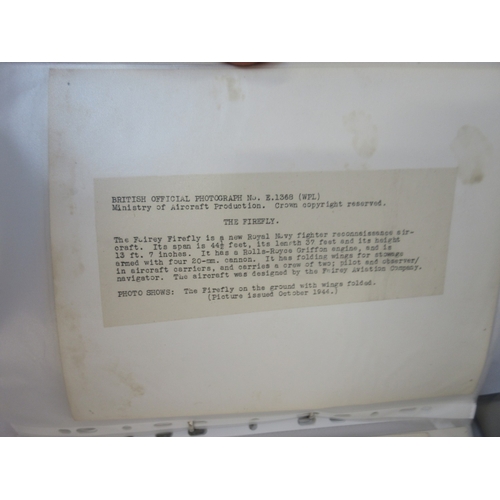 BRITISH OFFICIAL PHOTOGRAPH No. E.1368 (WFL)
Ministry of Aircraft Production. Crown copyright reserved.
THE FIREFLY.
The Fairey Firefly is a new Royal Navy fighter reconnaissance air-
craft. Its span is 44½ feet, its length 37 feet and its height
13 ft. 7 inches. It has a Rolls-Royce Griffon engine, and is
armed with four 20-mm. cannon. It has folding wings for stowage
in aircraft carriers, and carries a crew of two; pilot and observer/
navigator. The aircraft was designed by the Fairey Aviation Company.
PHOTO SHOWS: The Firefly on the ground with wings folded.
(Picture issued October 1944.)